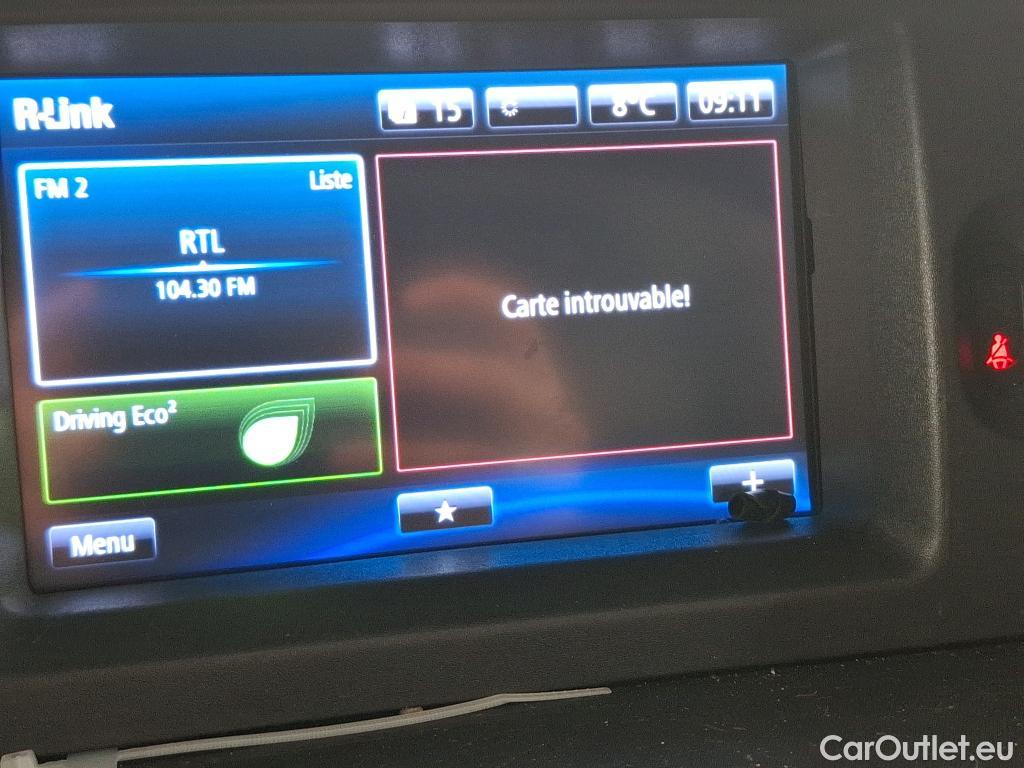 R-Link
15
8°C
09:11
FM 2
Liste
RTL
104.30 FM
Carte introuvable!
Driving Eco²
Menu
+
CarOutlet.eu